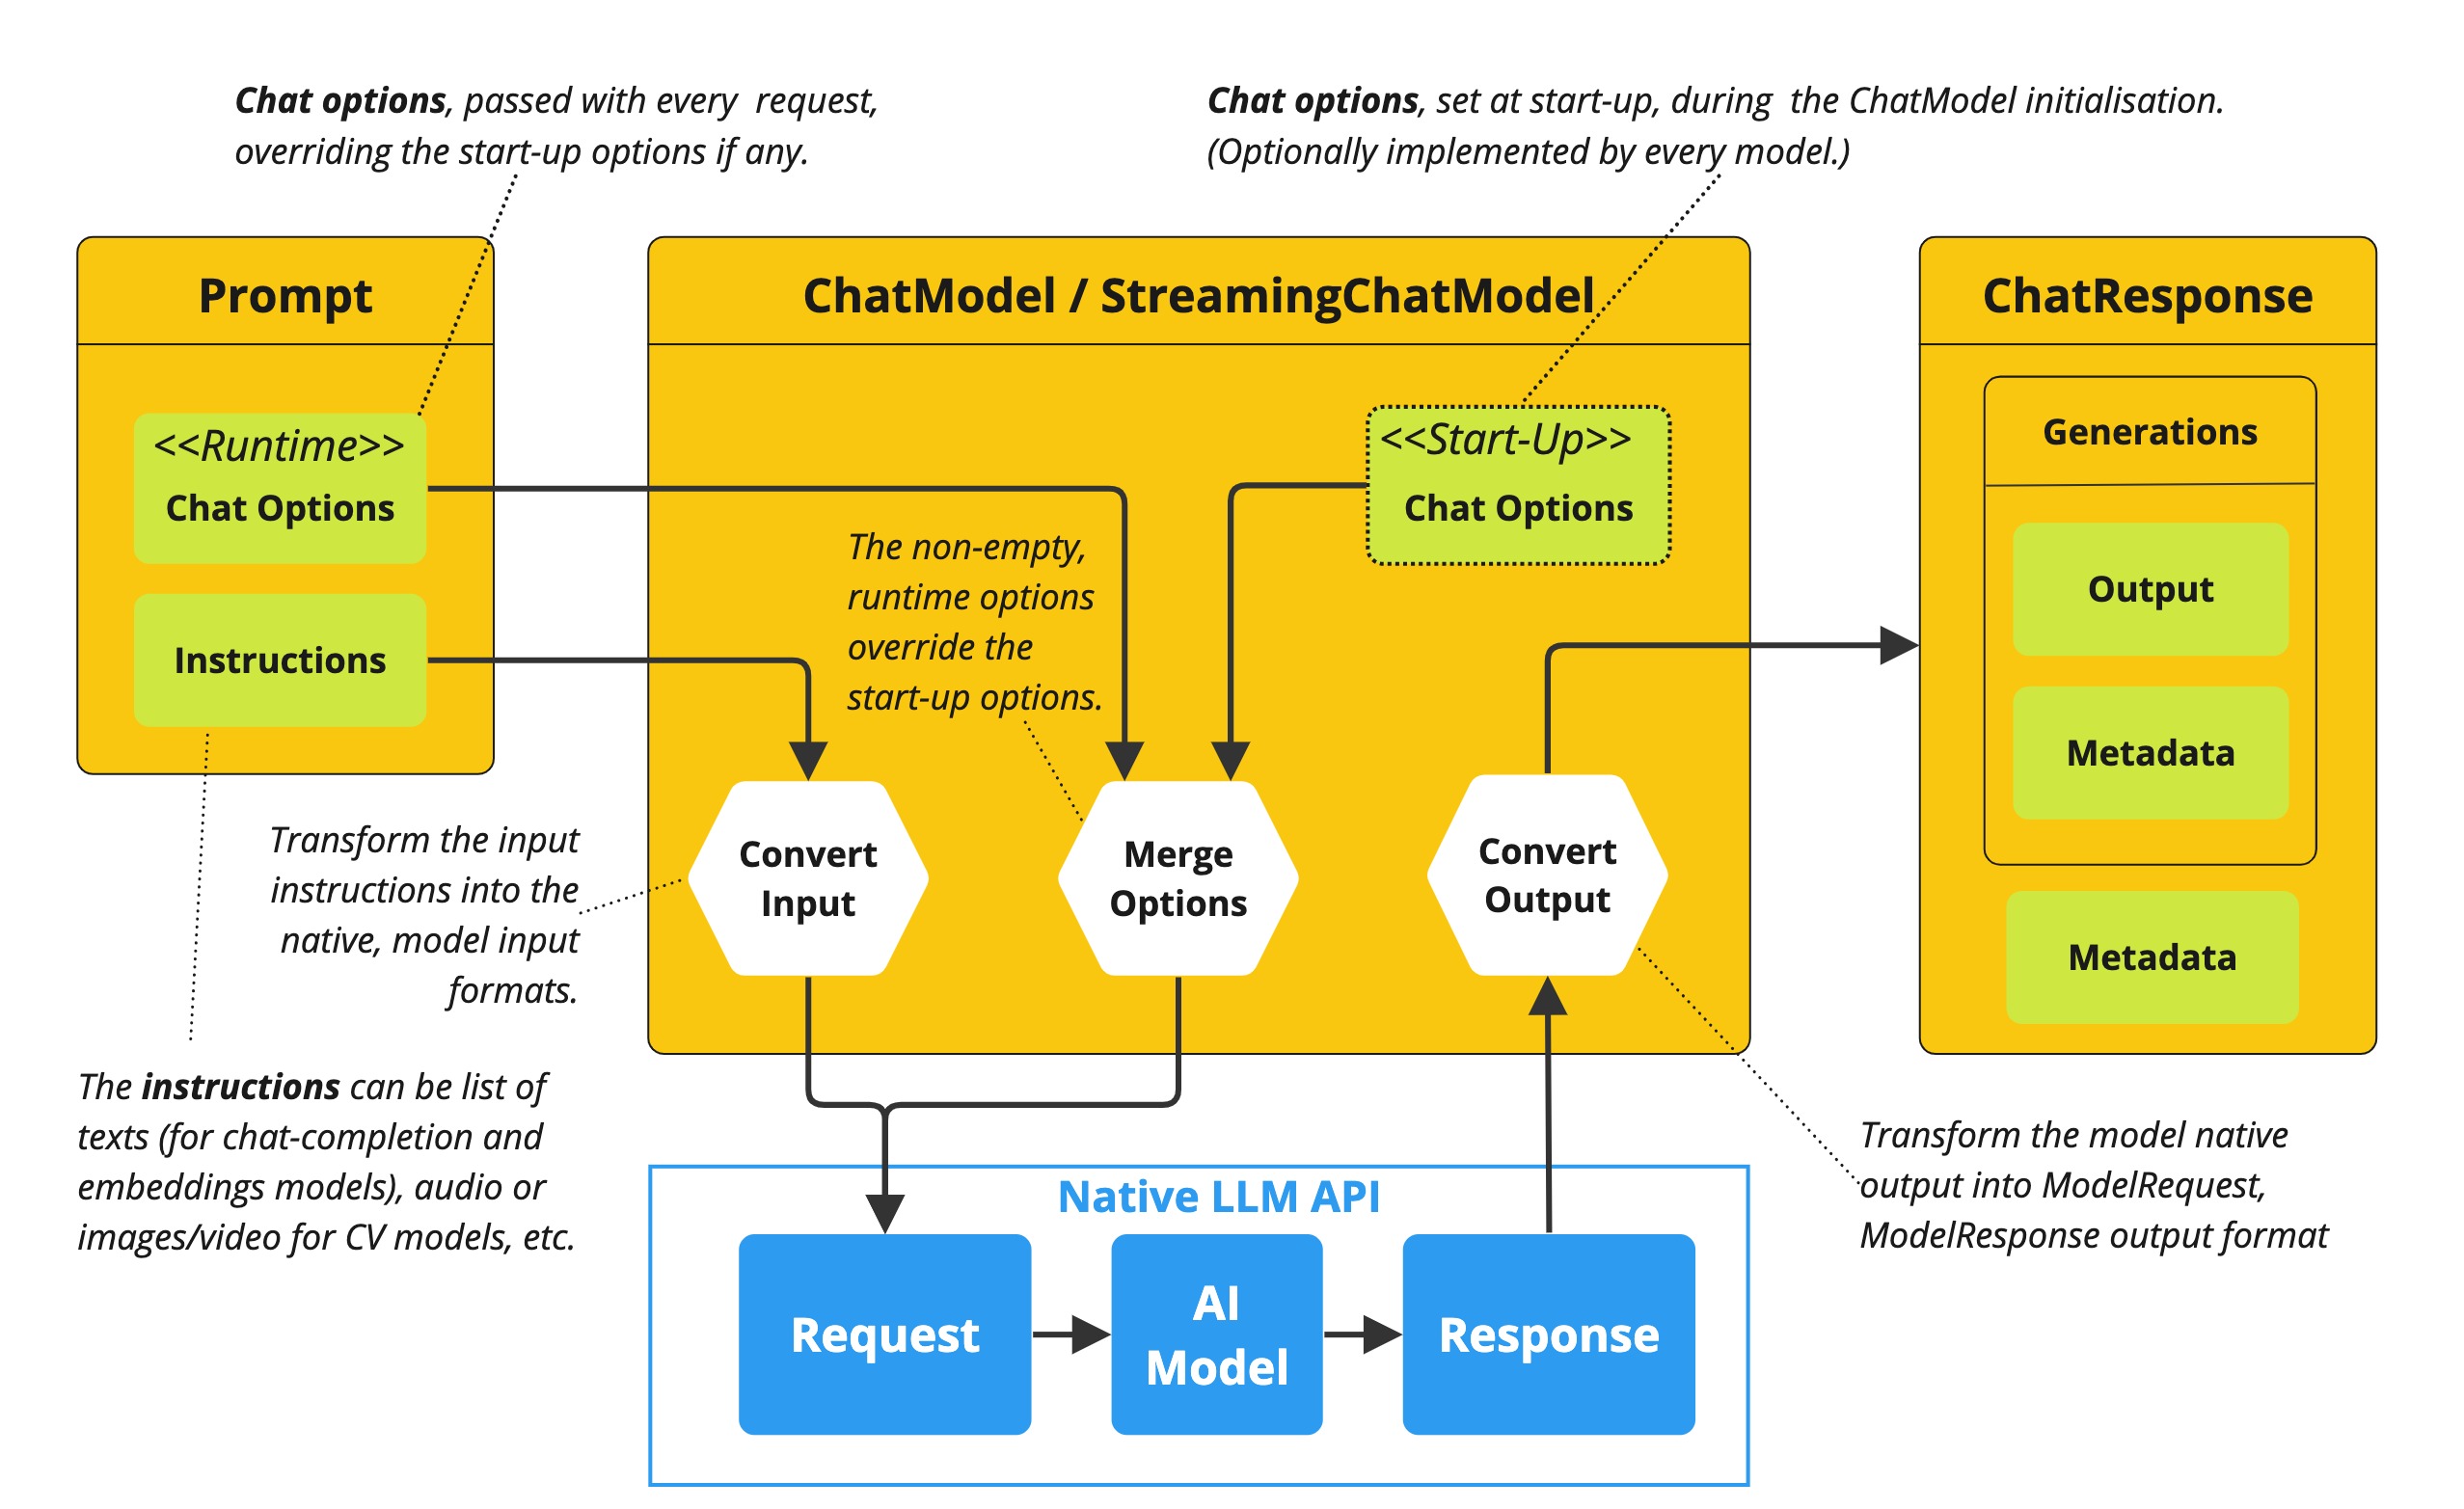 Chat options, passed with every request,
overriding the start-up options if any.
Chat options, set at start-up, during the ChatModel initialisation.
(Optionally implemented by every model.)
Prompt
<<Runtime>>
Chat Options
Instructions
ChatModel / StreamingChatModel
<<Start-Up>>
Chat Options
The non-empty,
runtime options
override the
start-up options.
Convert
Input
Merge
Options
Convert
Output
ChatResponse
Generations
Output
Metadata
Metadata
Transform the input
instructions into the
native, model input
formats.
The instructions can be list of
texts (for chat-completion and
embeddings models), audio or
images/video for CV models, etc.
Native LLM API
Request
AI
Model
Response
Transform the model native
output into ModelRequest,
ModelResponse output format